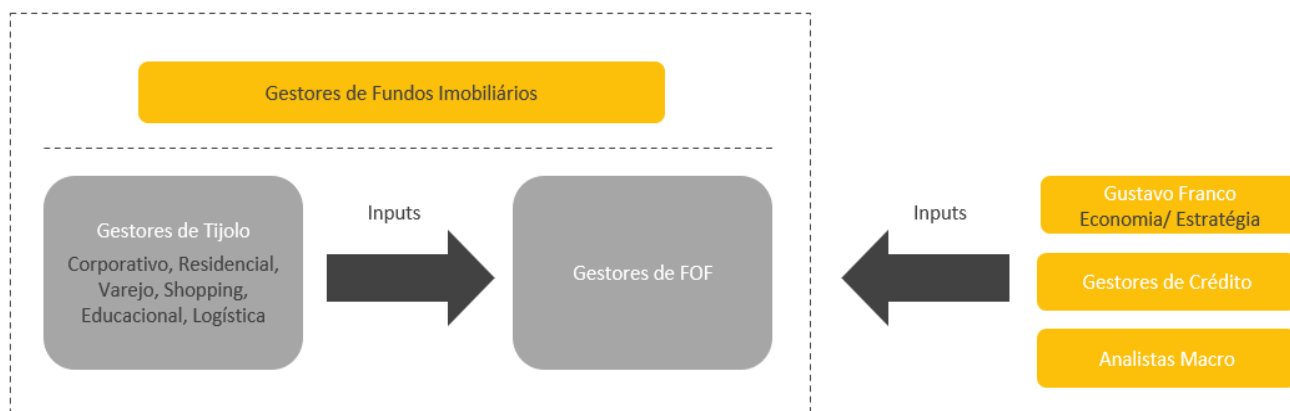 Gestores de Fundos Imobiliários
Gestores de Tijolo
Corporativo, Residencial,
Varejo, Shopping,
Educacional, Logística
Inputs
Gestores de FOF
Inputs
Gustavo Franco
Economia/ Estratégia
Gestores de Crédito
Analistas Macro